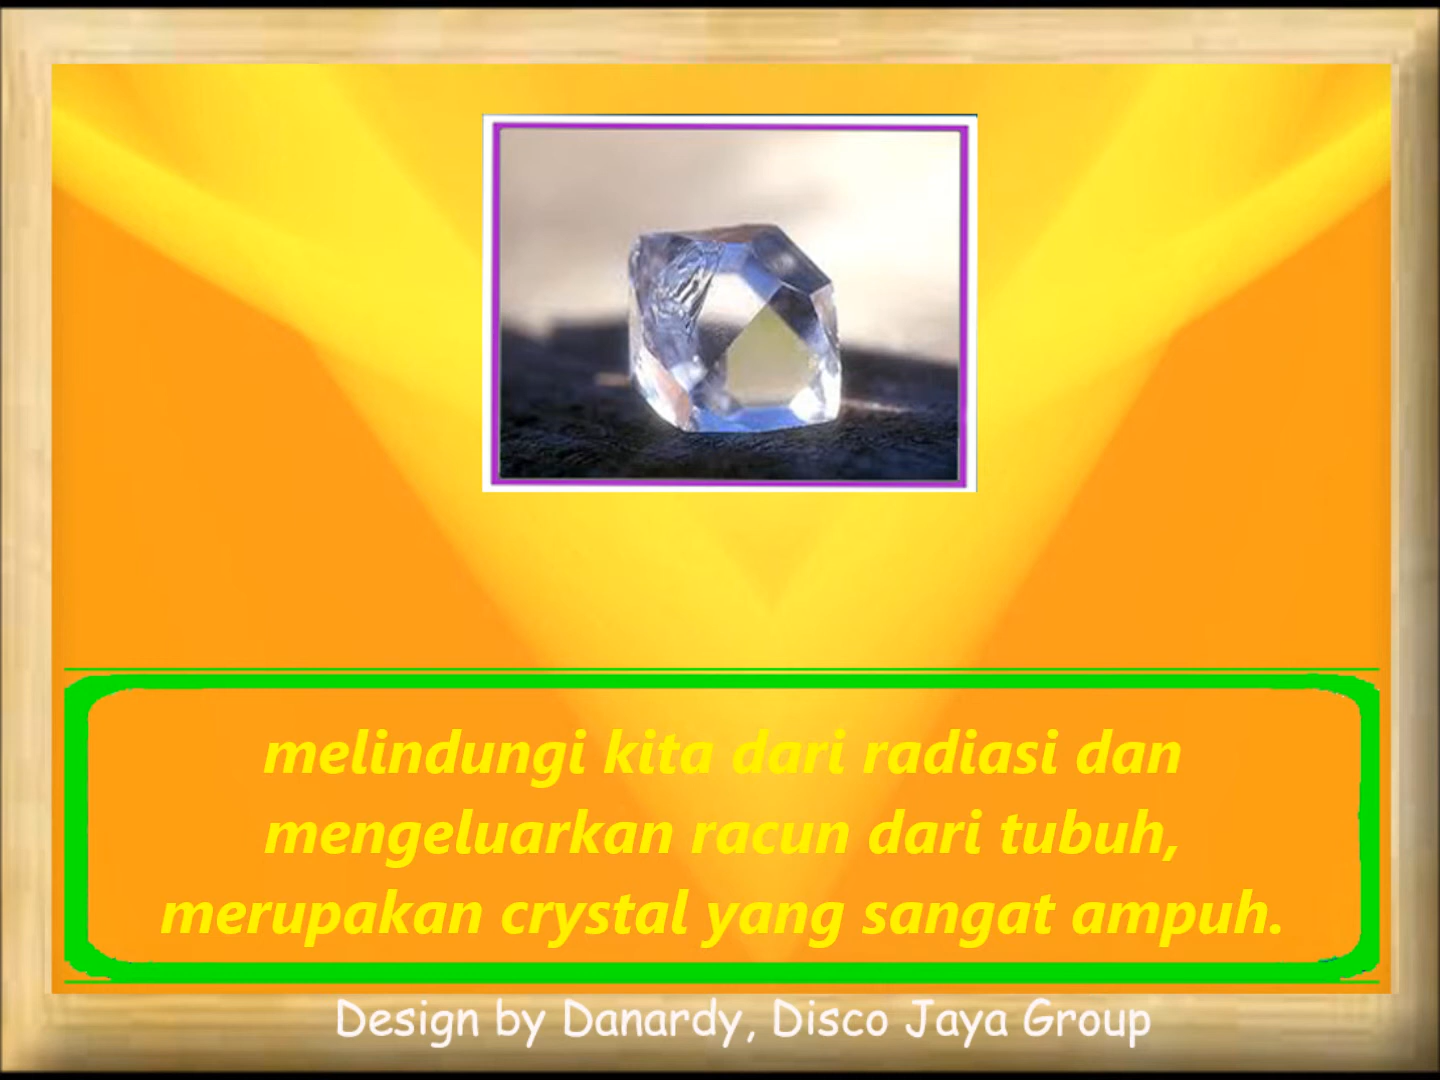 melindungi kita dari radiasi dan
mengeluarkan racun dari tubuh,
merupakan crystal yang sangat ampuh.
Design by Danardy, Disco Jaya Group